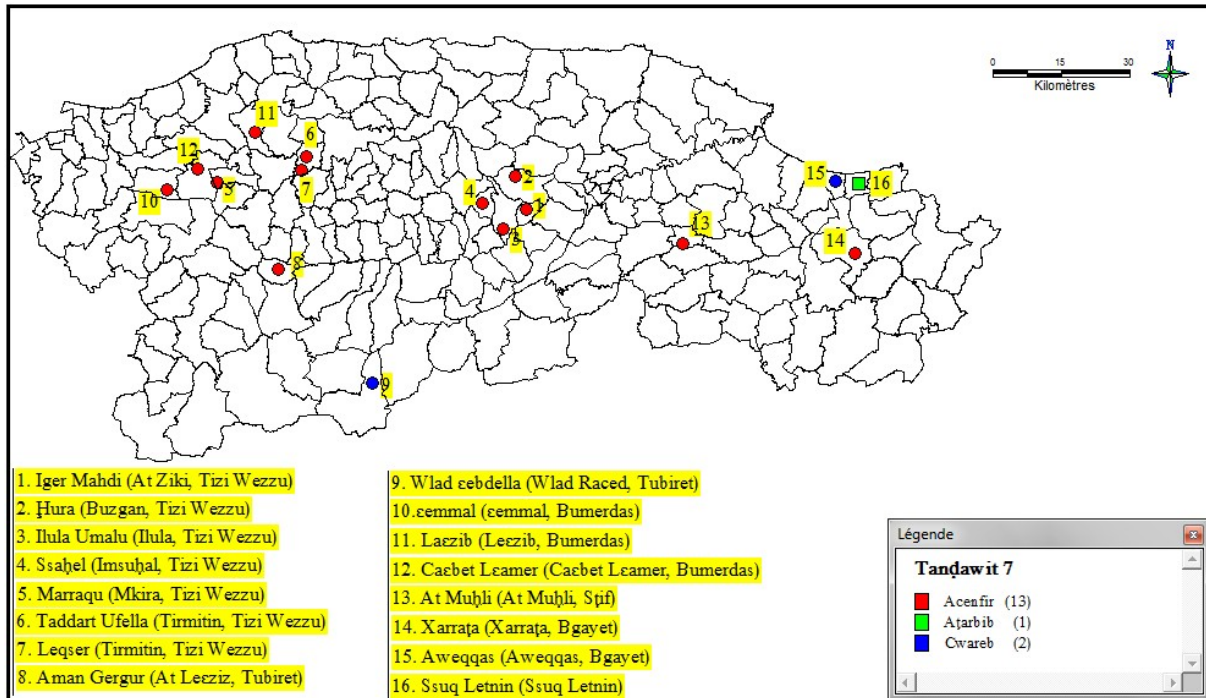 N
0 15 30
Kilomètres
11
6
12
5
10
7
4
2
1
3
8
9
13
15
16
14
1. Iger Mahdi (At Ziki, Tizi Wezzu)
2. Ḥura (Buzgan, Tizi Wezzu)
3. Ilula Umalu (Ilula, Tizi Wezzu)
4. Ssaḥel (Imsuḥal, Tizi Wezzu)
5. Marraqu (Mkira, Tizi Wezzu)
6. Taddart Ufella (Tirmitin, Tizi Wezzu)
7. Leqser (Tirmitin, Tizi Wezzu)
8. Aman Gergur (At Leɛziz, Tubiret)
9. Wlad ɛebdella (Wlad Raced, Tubiret)
10.ɛemmal (ɛemmal, Bumerdas)
11. Laɛzib (Leɛzib, Bumerdas)
12. Caɛbet Lɛamer (Caɛbet Lɛamer, Bumerdas)
13. At Muḥli (At Muḥli, Sṭif)
14. Xarraṭa (Xarraṭa, Bgayet)
15. Aweqqas (Aweqqas, Bgayet)
16. Ssuq Letnin (Ssuq Letnin)
Légende
Tanḍawit 7
Acenfir (13)
Aṭarbib (1)
Cwareb (2)